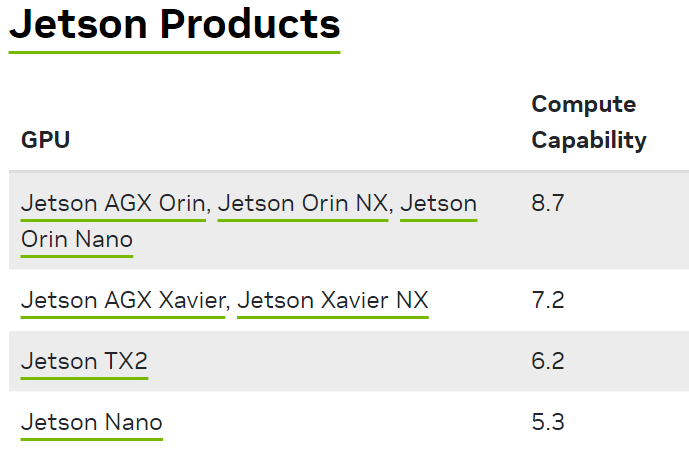 Jetson Products
Compute
GPU Capability
Jetson AGX Orin, Jetson Orin NX, Jetson 8.7
Orin Nano
Jetson AGX Xavier, Jetson Xavier NX 7.2
Jetson TX2 6.2
Jetson Nano 5.3